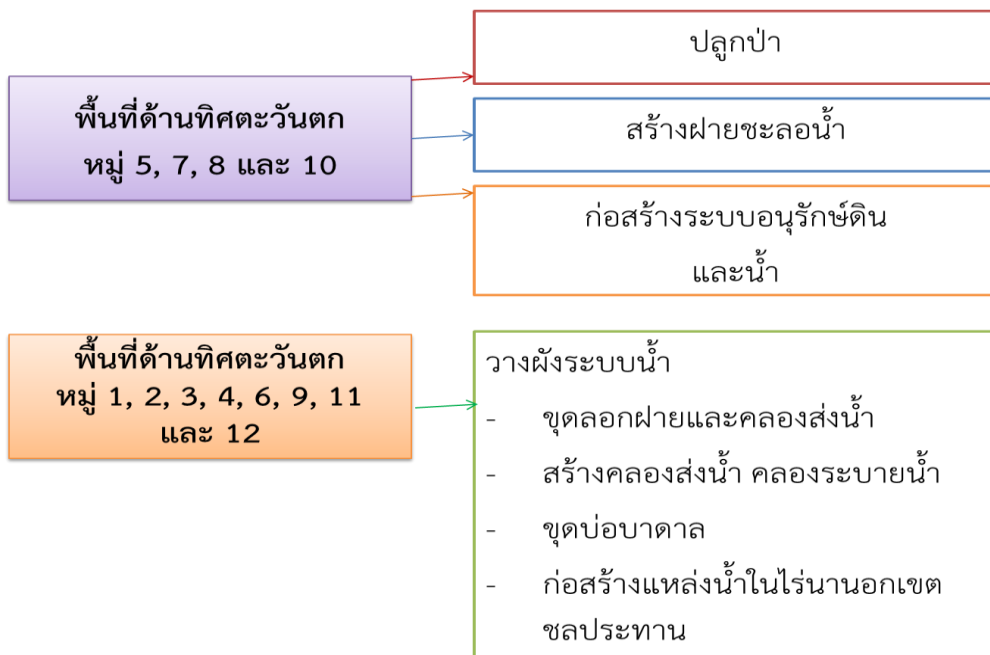 พื้นที่ด้านทิศตะวันตก
หมู่ 5, 7, 8 และ 10
ปลูกป่า
สร้างฝายชะลอน้ำ
ก่อสร้างระบบอนุรักษ์ดิน
และน้ำ
พื้นที่ด้านทิศตะวันตก
หมู่ 1, 2, 3, 4, 6, 9, 11
และ 12
วางผังระบบน้ำ
- ขุดลอกฝายและคลองส่งน้ำ
- สร้างคลองส่งน้ำ คลองระบายน้ำ
- ขุดบ่อบาดาล
- ก่อสร้างแหล่งน้ำในไร่นานอกเขต
ชลประทาน